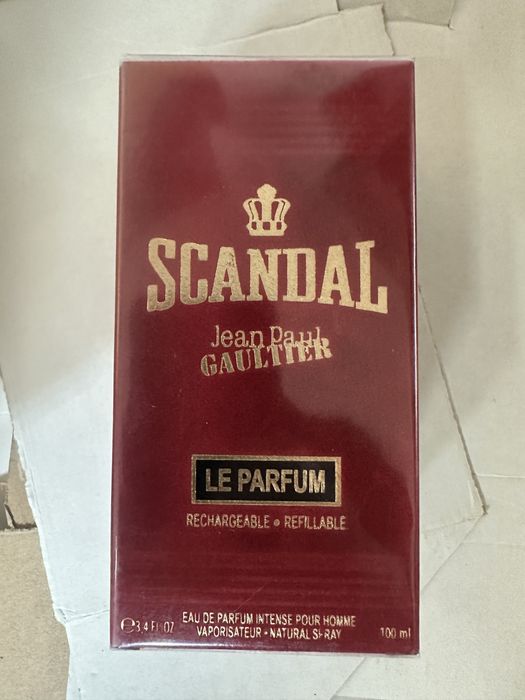 SCANDAL
Jean Paul
GAULTIER
LE PARFUM
RECHARGEABLE • REFILLABLE
EAU DE PARFUM INTENSE POUR HOMME
℮3,4 FL OZ VAPORISATEUR • NATURAL SPRAY 100 ml